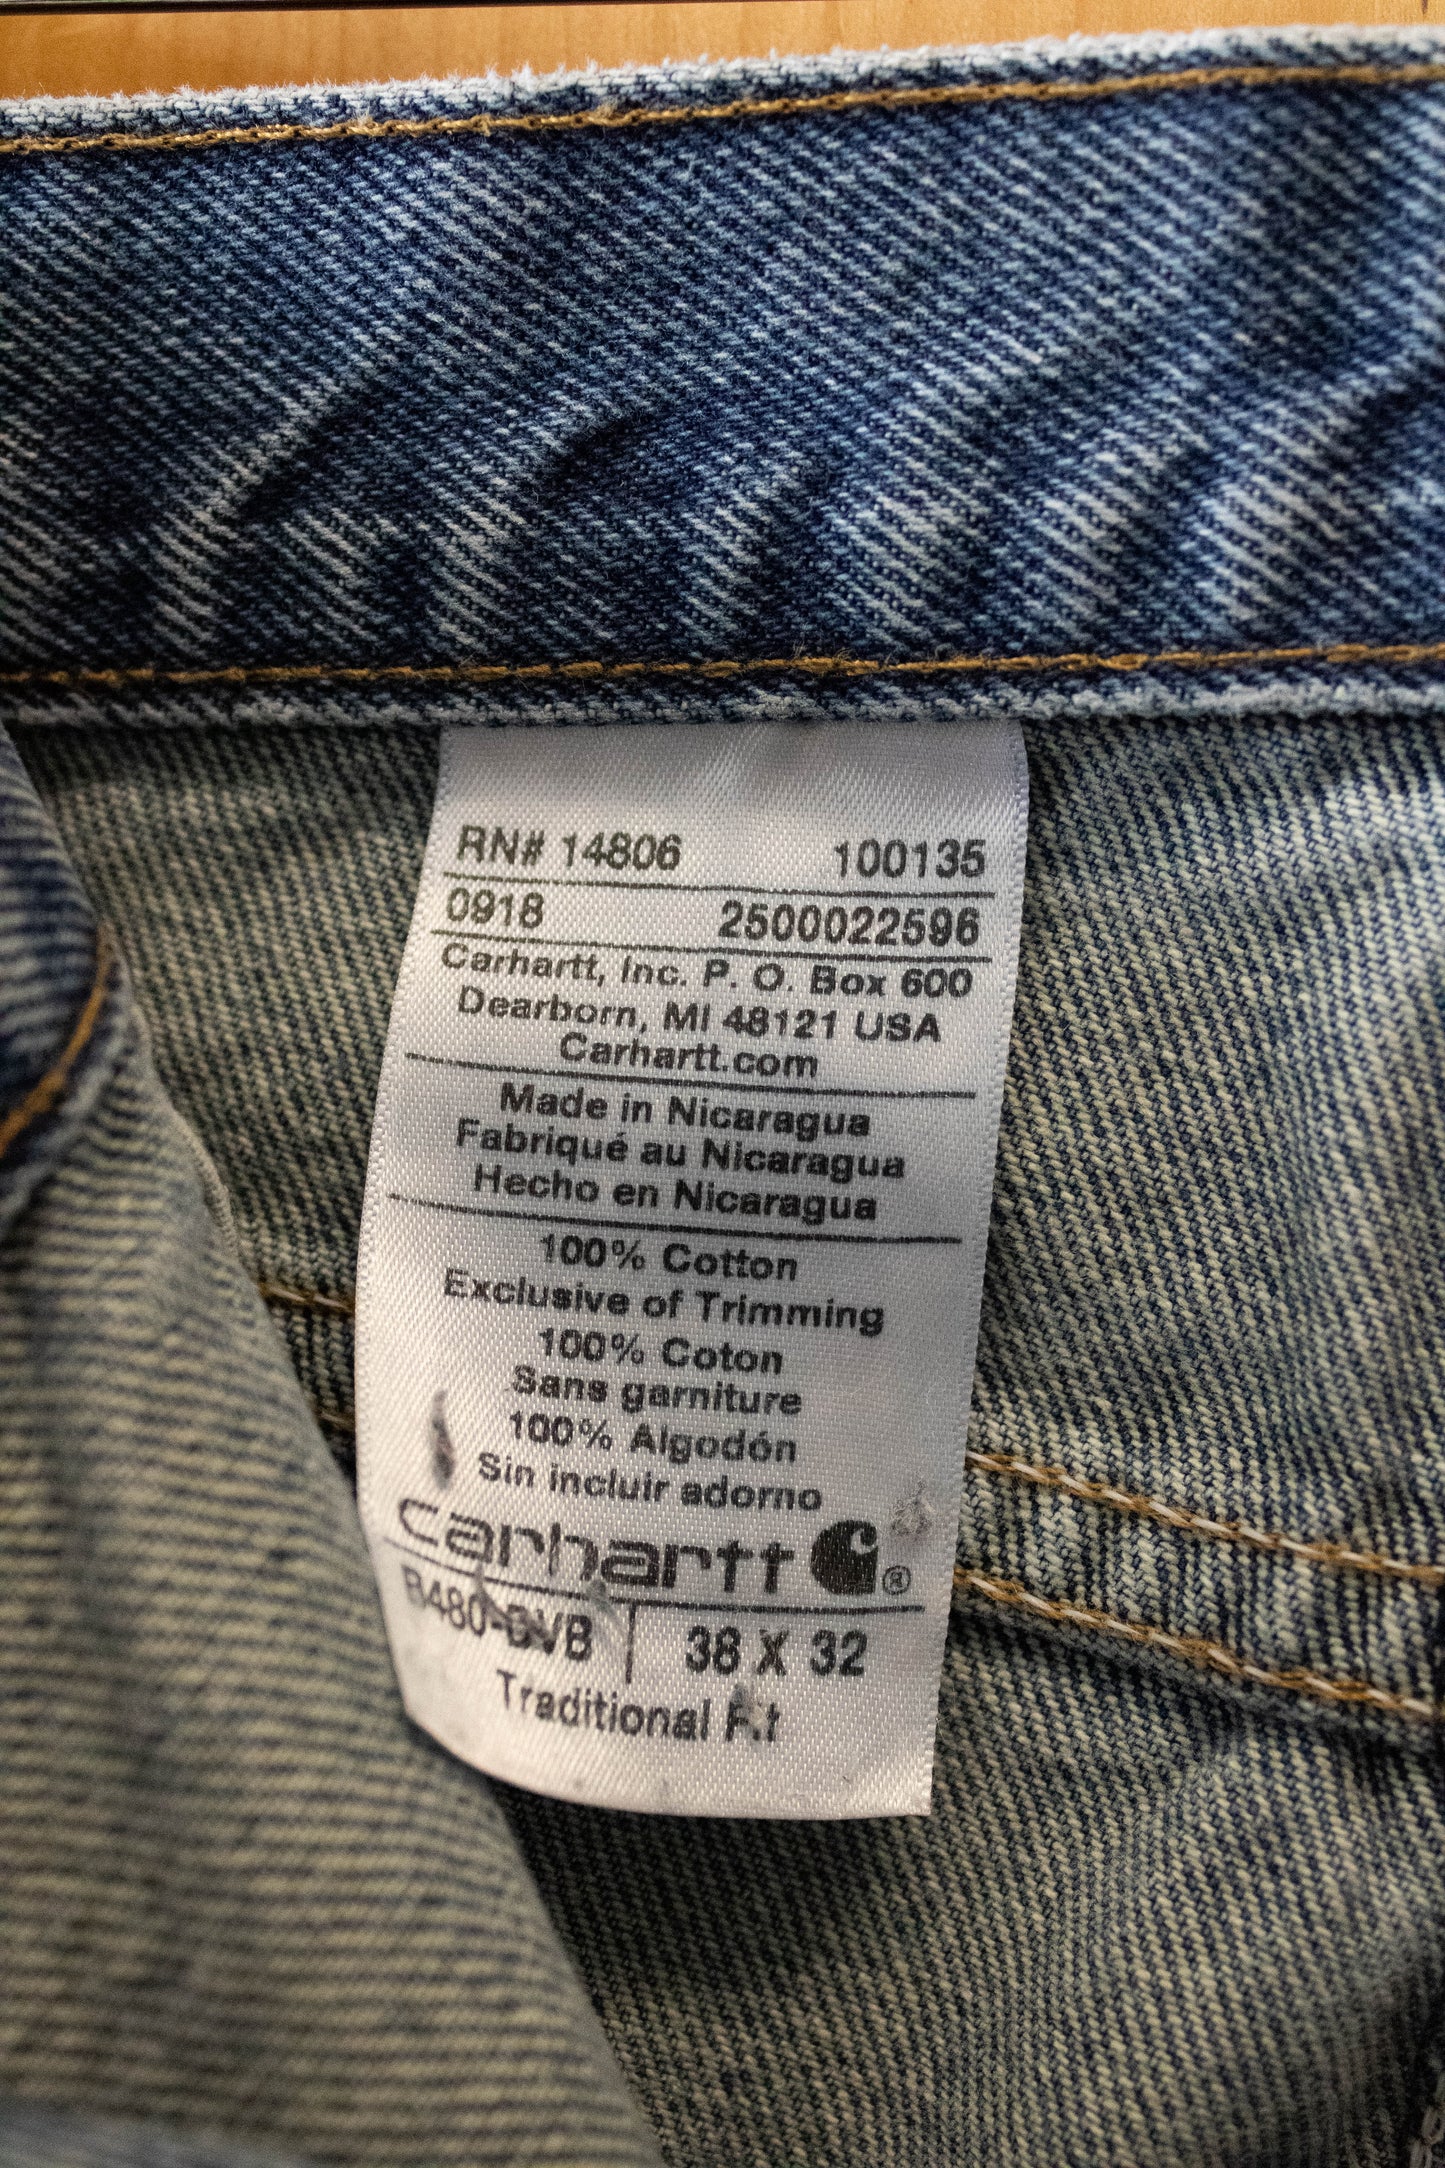 RN# 14806 100135
0918 2500022596
Carhartt, Inc. P. O. Box 600
Dearborn, MI 48121 USA
Carhartt.com
Made in Nicaragua
Fabriqué au Nicaragua
Hecho en Nicaragua
100% Cotton
Exclusive of Trimming
100% Coton
Sans garniture
100% Algodón
Sin incluir adorno
carhartt ®
38 X 32
Traditional Fit